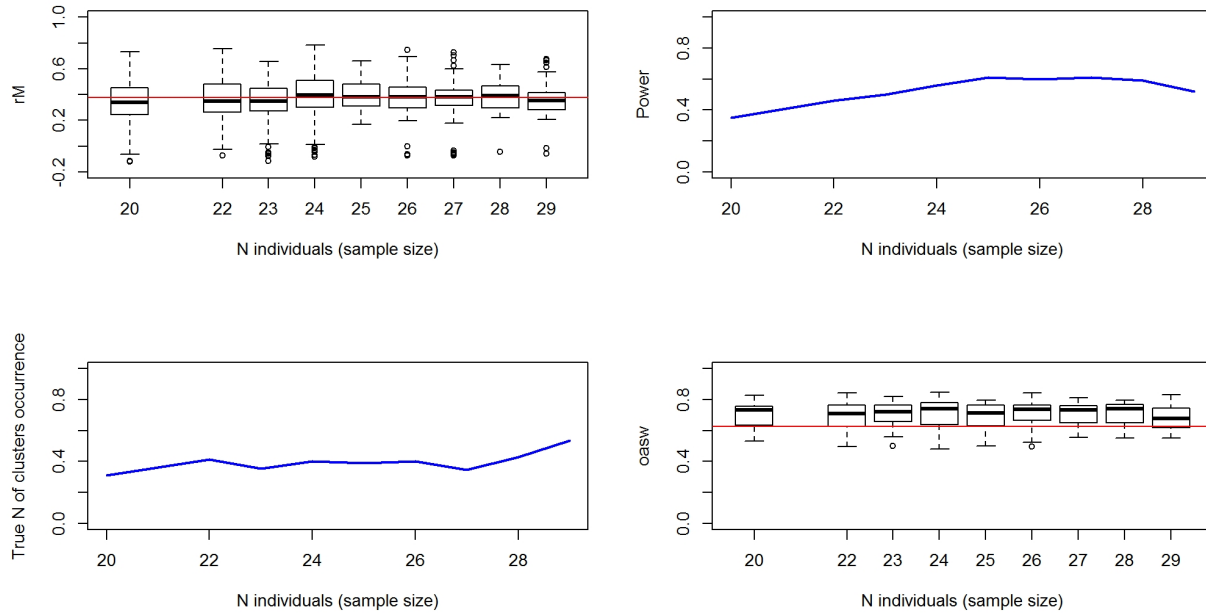 rM
1.0
0.6
0.2
-0.2
20 22 23 24 25 26 27 28 29
N individuals (sample size)
Power
0.8
0.4
0.0
20 22 24 26 28
N individuals (sample size)
True N of clusters occurrence
0.8
0.4
0.0
20 22 24 26 28
N individuals (sample size)
oasw
0.8
0.4
0.0
20 22 23 24 25 26 27 28 29
N individuals (sample size)